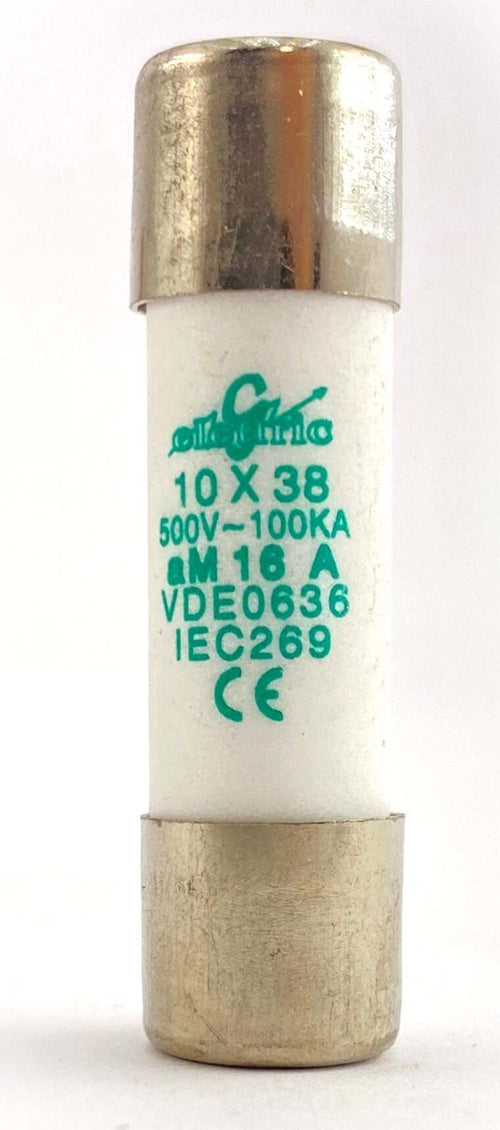 G
electric
10 X 38
500V~100KA
aM 16 A
VDE0636
IEC269
CE